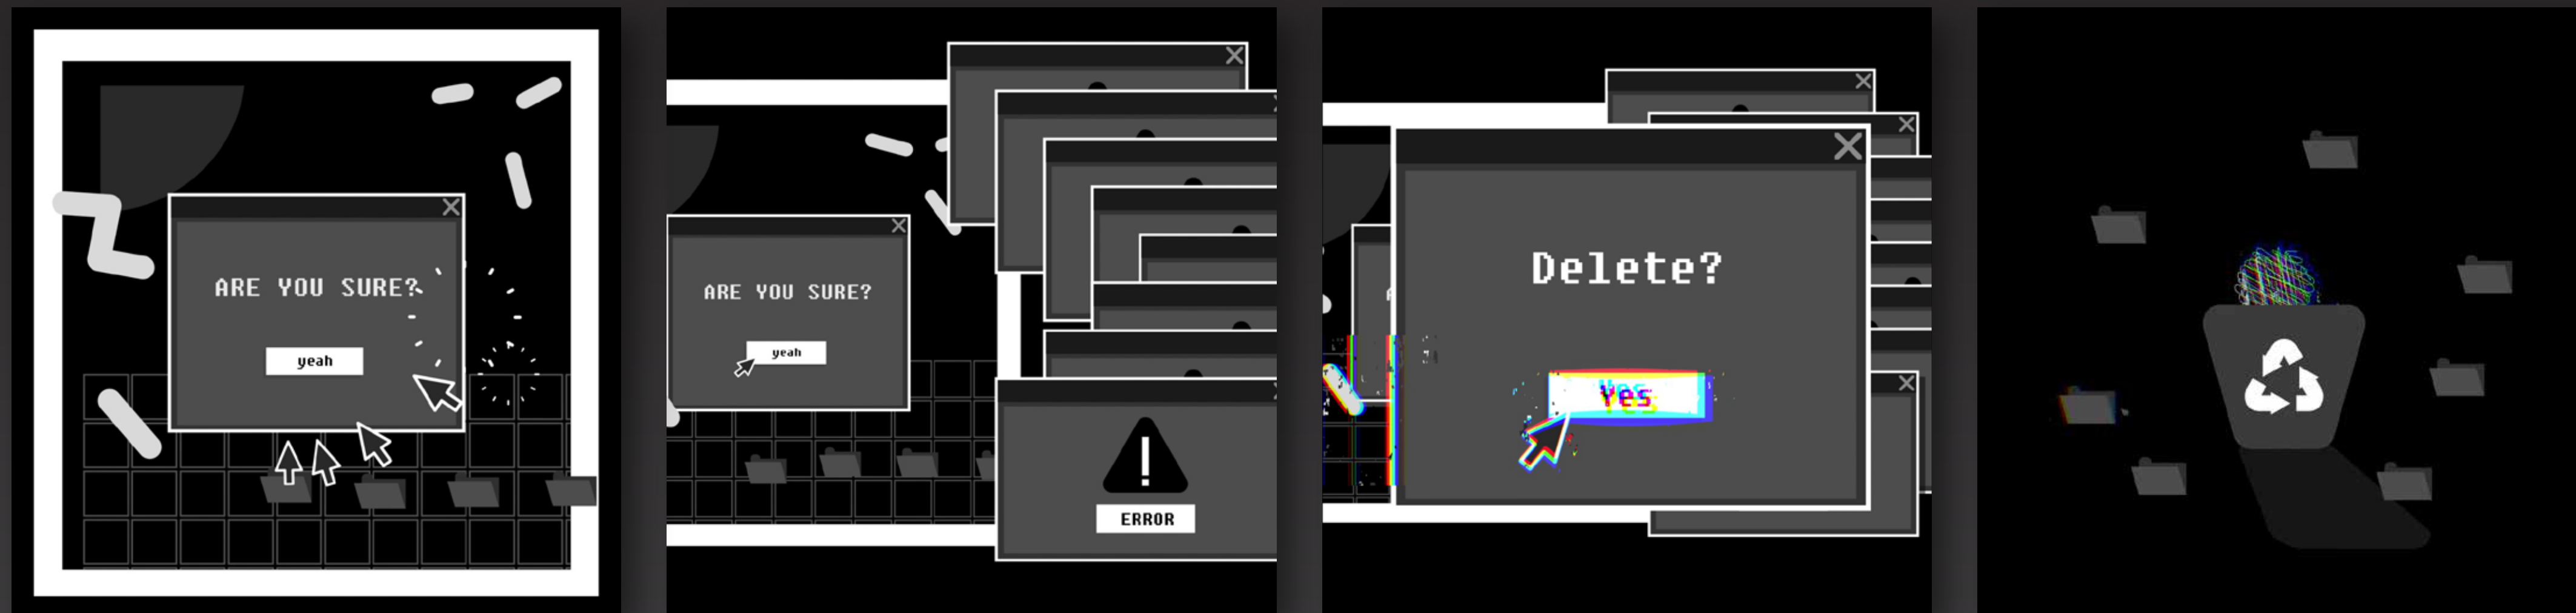 ARE YOU SURE?
yeah
ARE YOU SURE?
yeah
!
ERROR
Delete?
Yes